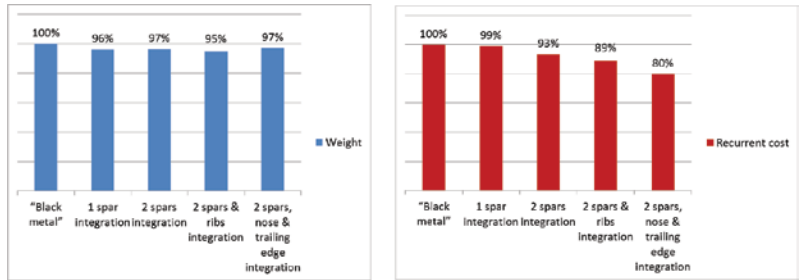 100% 96% 97% 95% 97%
Weight
"Black metal"
1 spar integration
2 spars integration
2 spars & ribs integration
2 spars, nose & trailing edge integration
100% 99% 93% 89% 80%
Recurrent cost
"Black metal"
1 spar integration
2 spars integration
2 spars & ribs integration
2 spars, nose & trailing edge integration